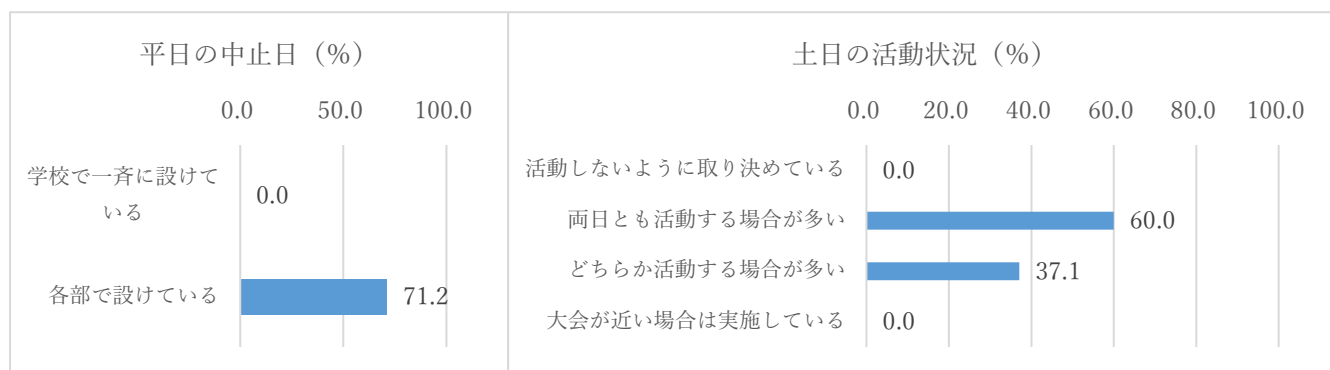 平日の中止日（%）
0.0 50.0 100.0
学校で一斉に設けて
いる
0.0
各部で設けている
71.2
土日の活動状況（%）
0.0 20.0 40.0 60.0 80.0 100.0
活動しないように取り決めている
0.0
両日とも活動する場合が多い
60.0
どちらか活動する場合が多い
37.1
大会が近い場合は実施している
0.0